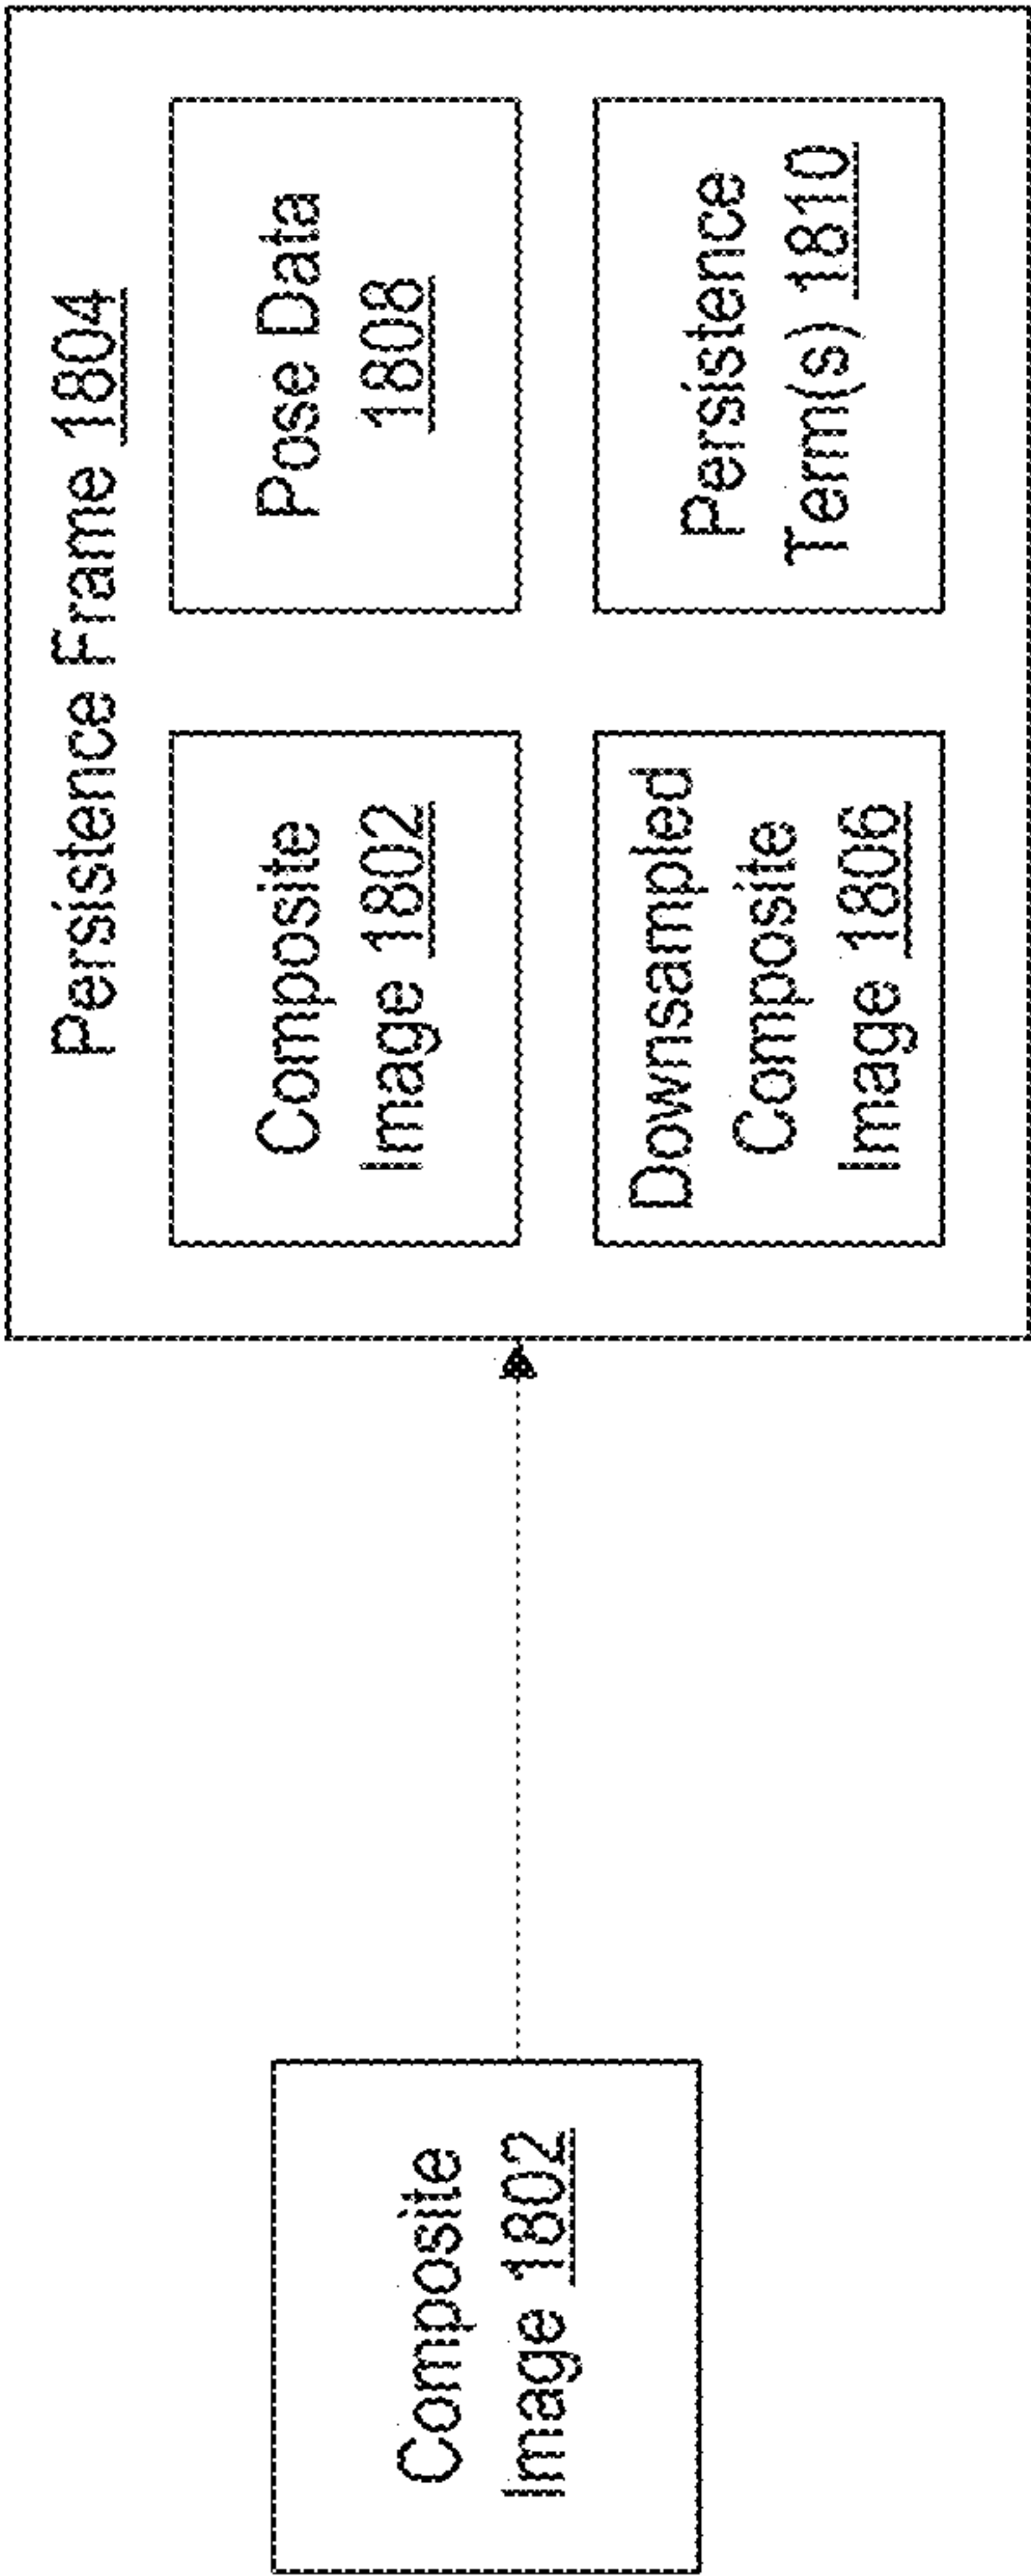 Composite
Image 1802
Persistence Frame 1804
Composite
Image 1802
Pose Data
1808
Downsampled
Composite
Image 1806
Persistence
Term(s) 1810